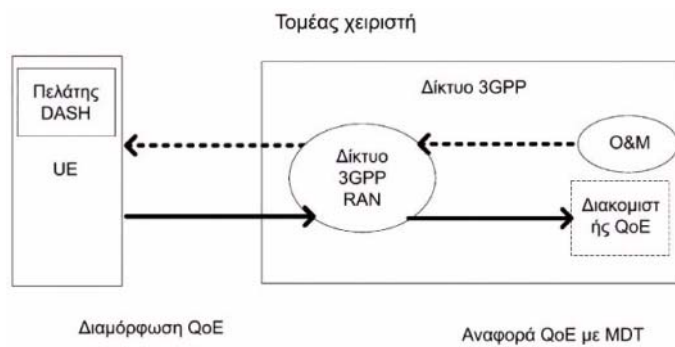 Τομέας χειριστή
Πελάτης
DASH
UE
Δίκτυο 3GPP
Δίκτυο
3GPP
RAN
O&M
Διακομιστ
ής QoE
Διαμόρφωση QoE
Αναφορά QoE με MDT